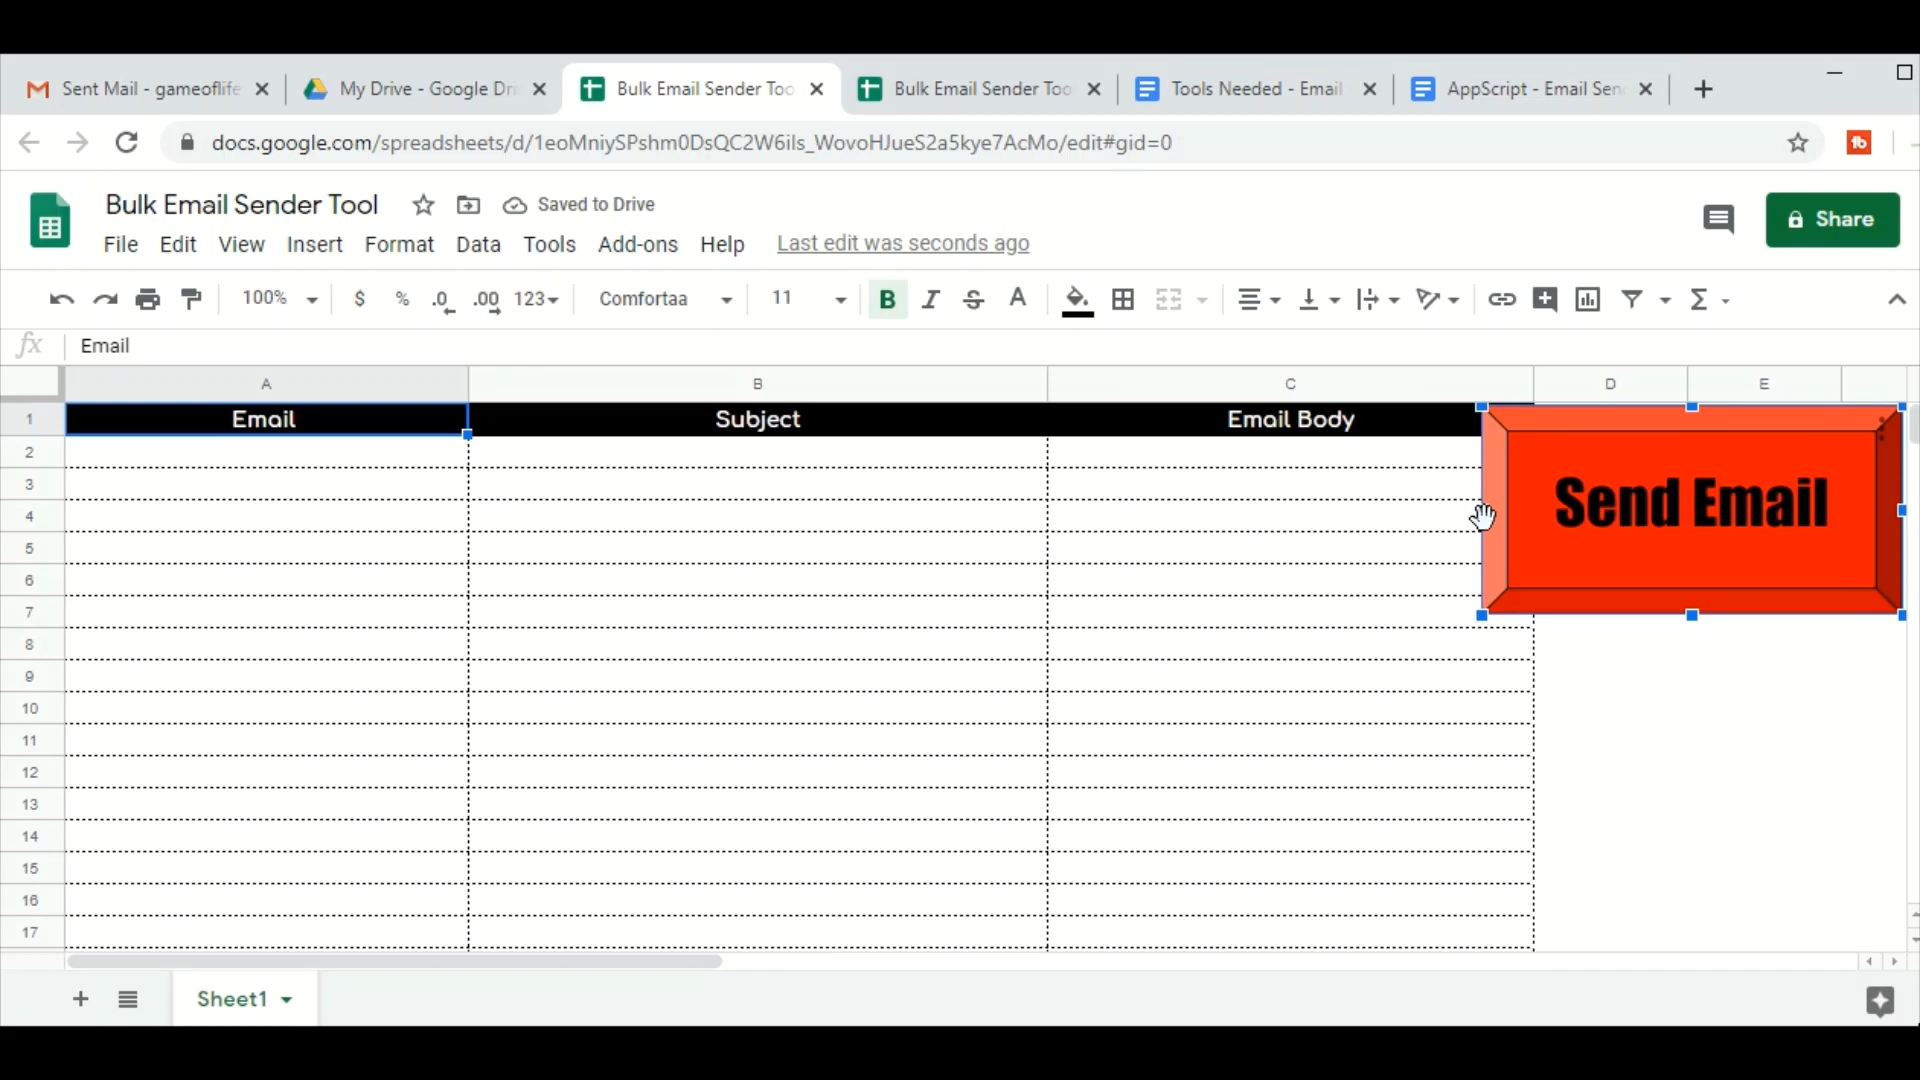 Sent Mail - gameoflife
My Drive - Google Dri
Bulk Email Sender Too
Bulk Email Sender Too
Tools Needed - Email
AppScript - Email Sen
docs.google.com/spreadsheets/d/1eoMniySPshm0DsQC2W6ils_WovoHJueS2a5kye7AcMo/edit#gid=0
Bulk Email Sender Tool
Saved to Drive
Share
File Edit View Insert Format Data Tools Add-ons Help Last edit was seconds ago
100% $ % .0 .00 123 Comfortaa 11 B I S A Σ
fx Email
A B C D E
1 Email Subject Email Body
Send Email
2
3
4
5
6
7
8
9
10
11
12
13
14
15
16
17
Sheet1